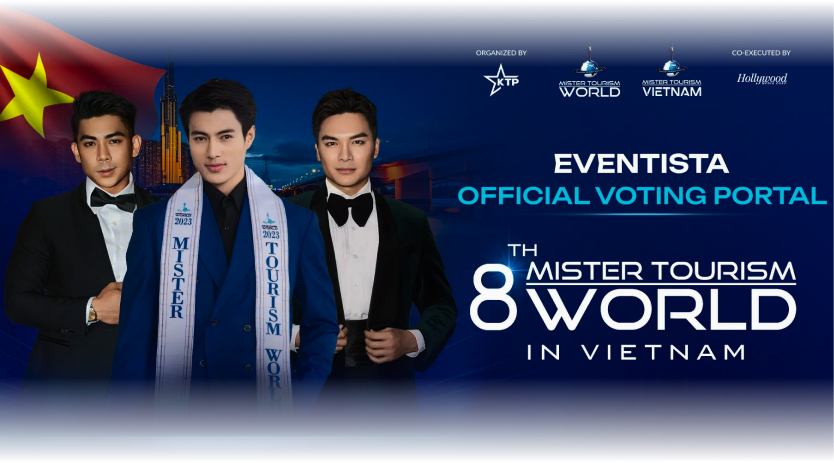 ORGANIZED BY
CO-EXECUTED BY
KTP
MISTER TOURISM
WORLD
MISTER TOURISM
VIETNAM
Hollywood
EVENTISTA
OFFICIAL VOTING PORTAL
8TH MISTER TOURISM
WORLD
IN VIETNAM
2023
MISTER
2023
TOURISM WOR